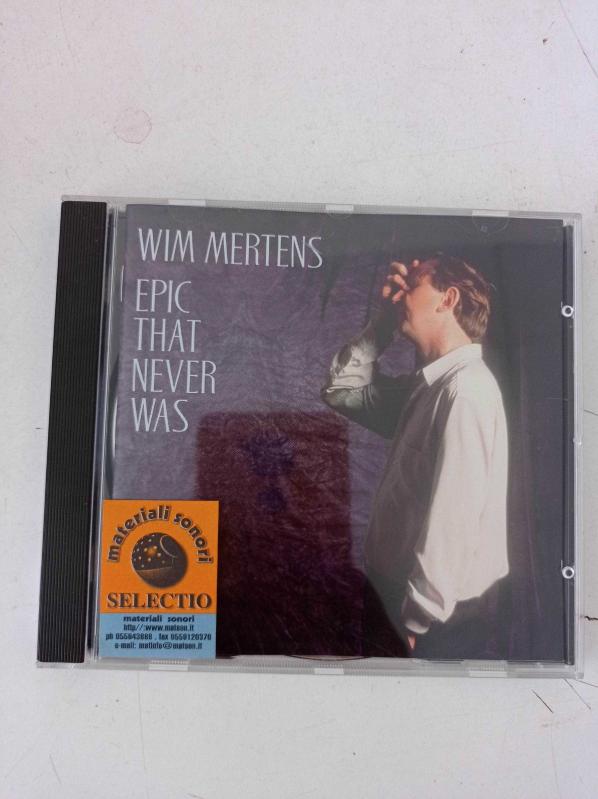 WIM MERTENS
EPIC
THAT
NEVER
WAS
materiali sonori
SELECTIO
materiali sonori
http//:www.matson.it
ph 055943888 . fax 0559120370
e-mail: matinfo@matson.it